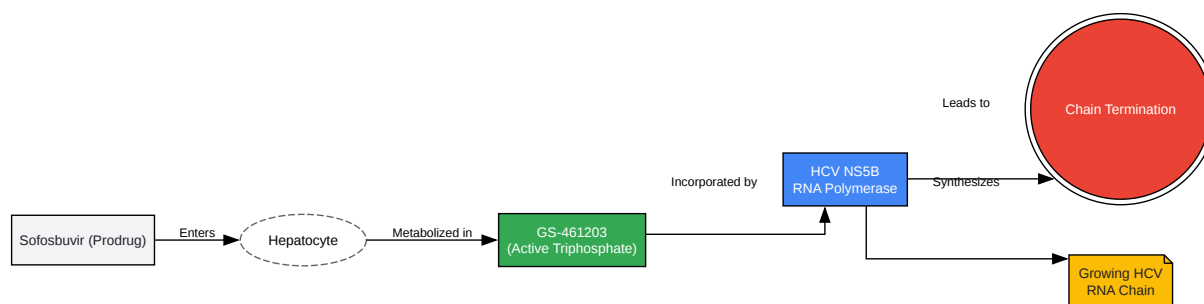 Sofosbuvir (Prodrug)
Enters
Hepatocyte
Metabolized in
GS-461203
(Active Triphosphate)
Incorporated by
HCV NS5B
RNA Polymerase
Leads to
Synthesizes
Chain Termination
Growing HCV
RNA Chain